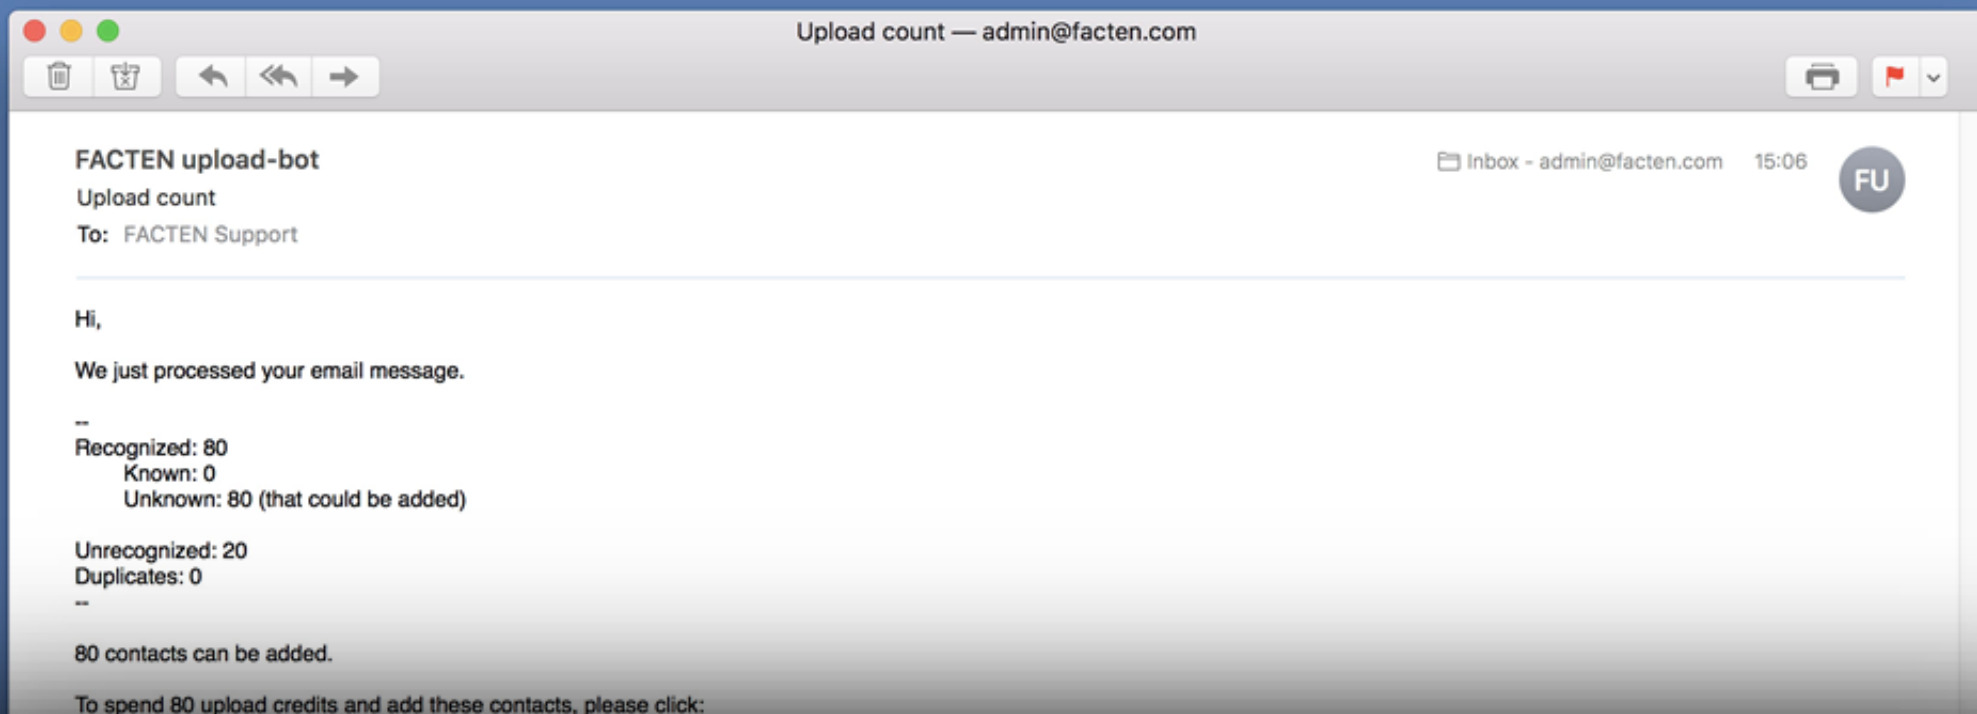 Upload count — admin@facten.com
FACTEN upload-bot
Inbox - admin@facten.com 15:06
FU
Upload count
To: FACTEN Support
Hi,
We just processed your email message.
--
Recognized: 80
Known: 0
Unknown: 80 (that could be added)
Unrecognized: 20
Duplicates: 0
--
80 contacts can be added.
To spend 80 upload credits and add these contacts, please click: